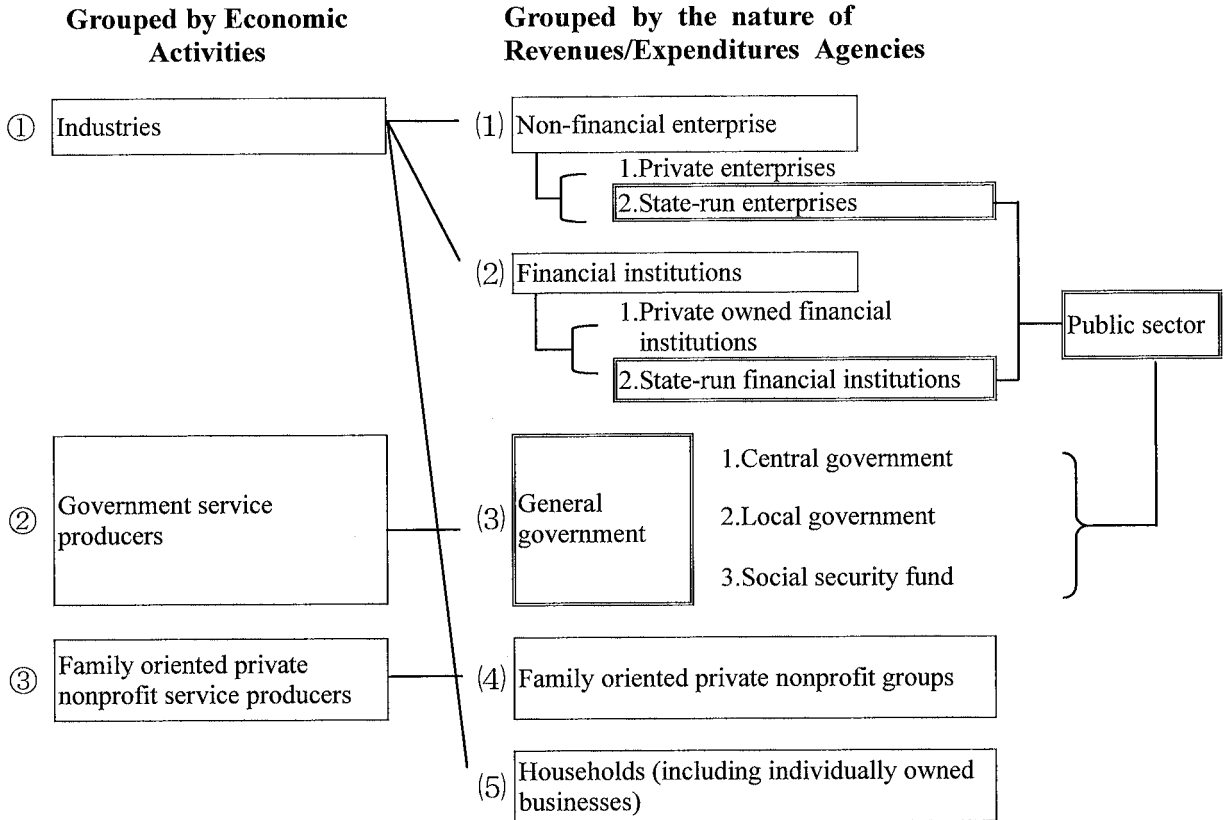 Grouped by Economic
Activities
Grouped by the nature of
Revenues/Expenditures Agencies
① Industries
(1) Non-financial enterprise
1.Private enterprises
2.State-run enterprises
(2) Financial institutions
1.Private owned financial
institutions
2.State-run financial institutions
Public sector
② Government service
producers
(3) General
government
1.Central government
2.Local government
3.Social security fund
③ Family oriented private
nonprofit service producers
(4) Family oriented private nonprofit groups
(5) Households (including individually owned
businesses)